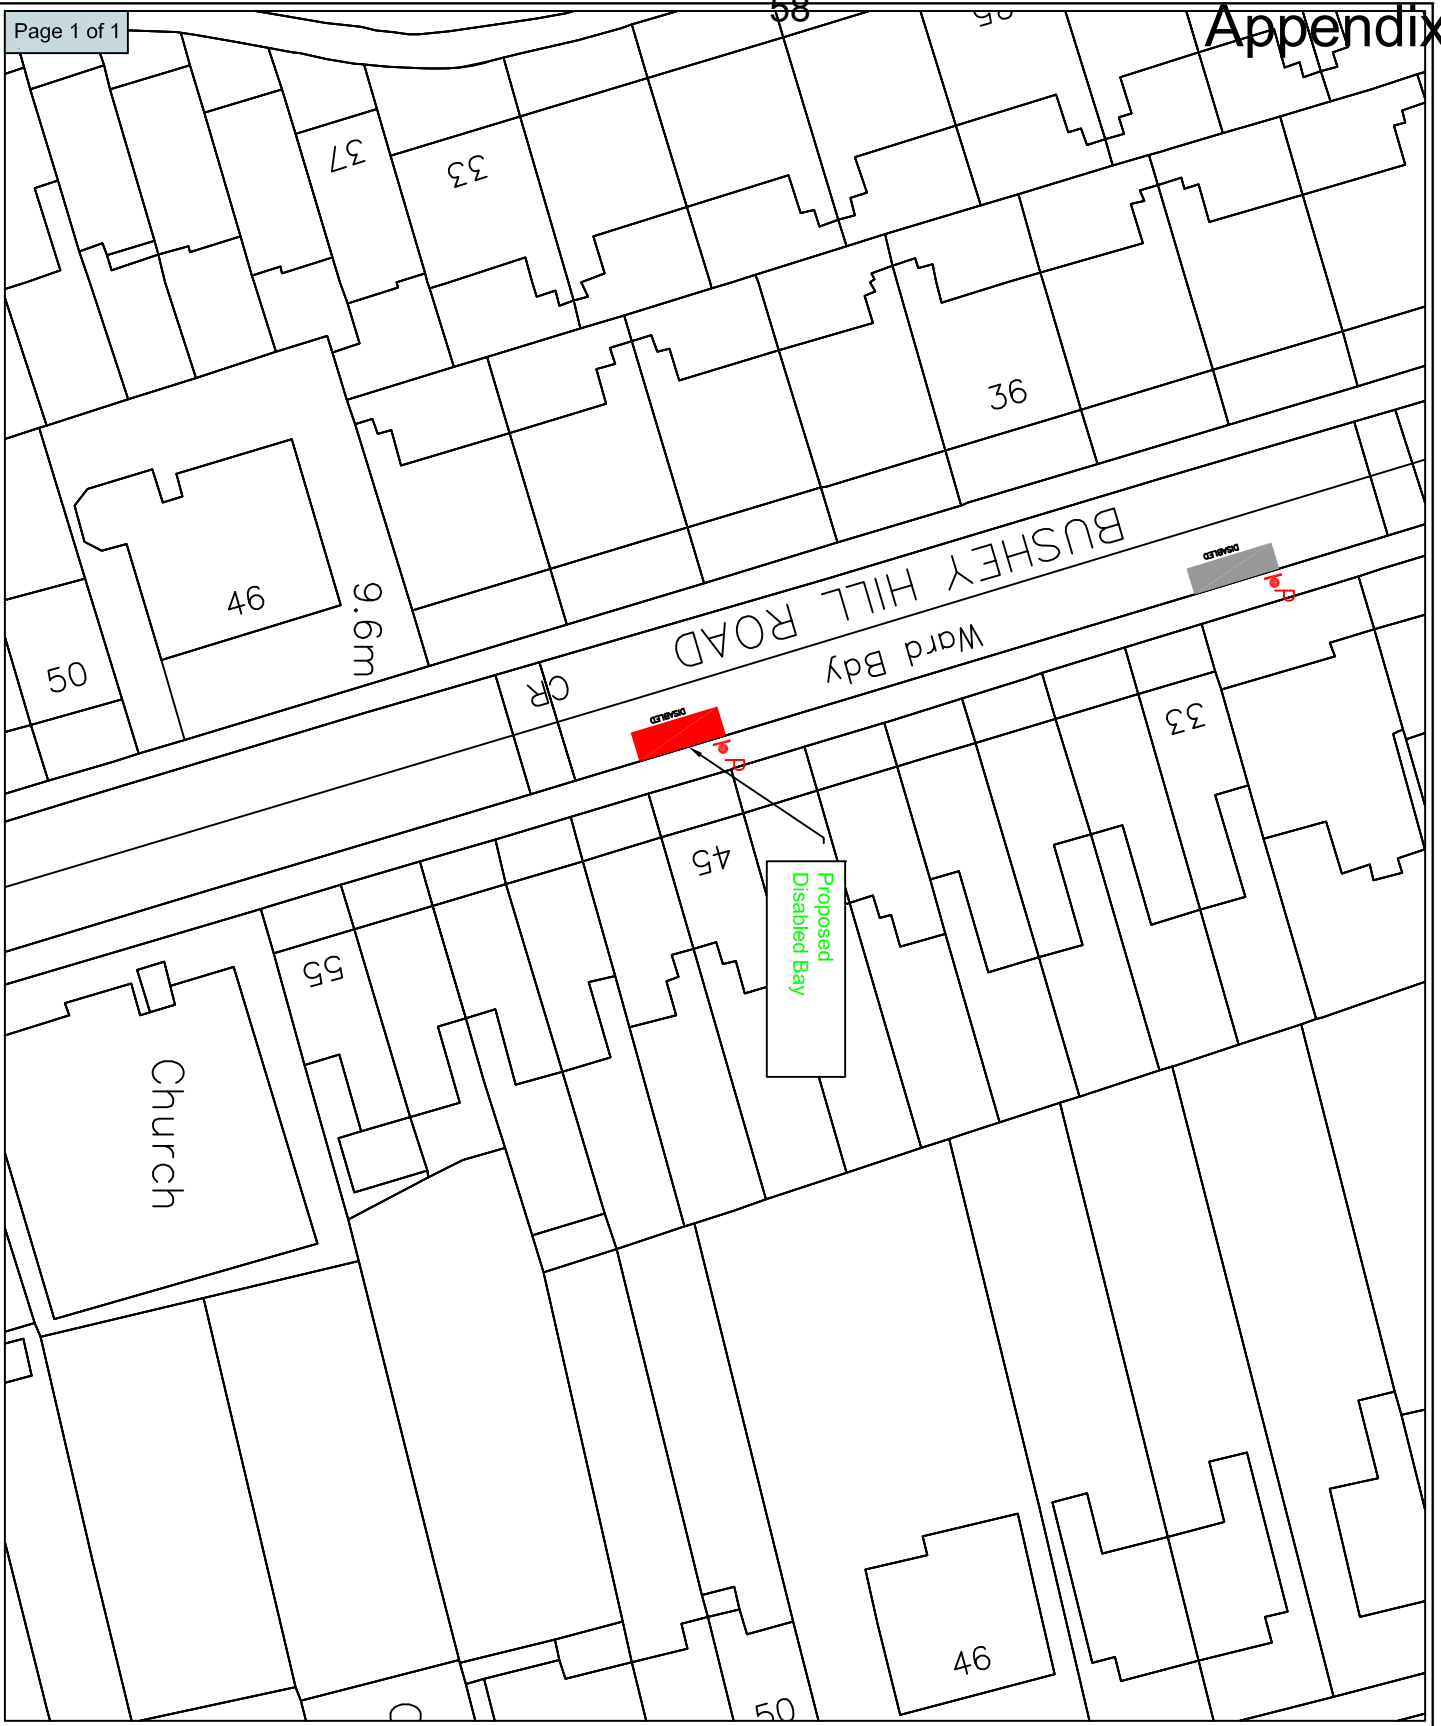 Page 1 of 1
58
Appendix
37
33
36
46
9.6m
50
BUSHEY HILL ROAD
Ward Bdy
CR
DISABLED
P
DISABLED
P
33
45
Proposed
Disabled Bay
55
Church
46
50